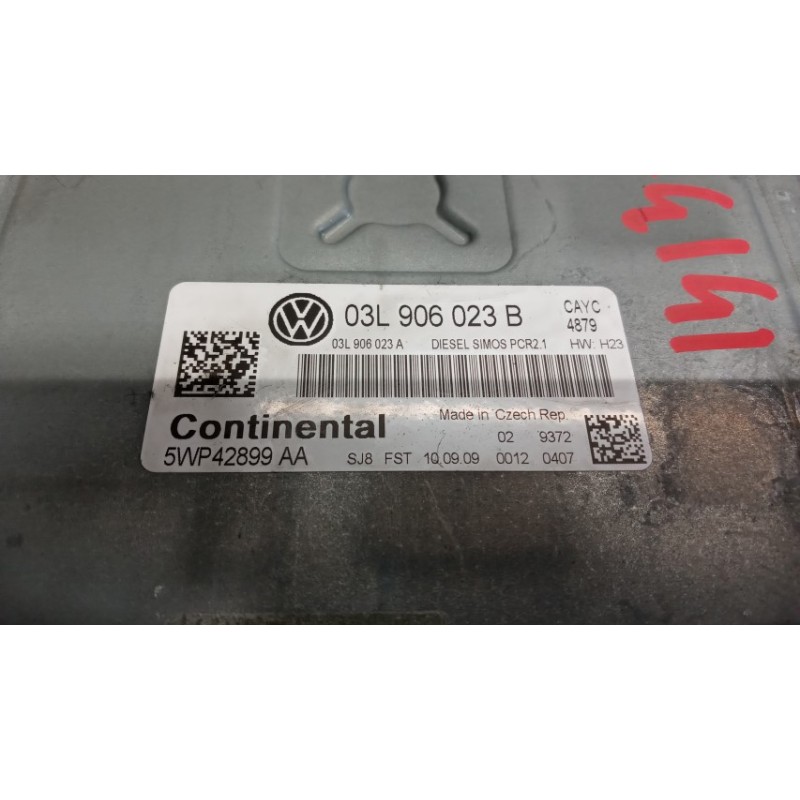 03L 906 023 B CAYC
4879
03L 906 023 A DIESEL SIMOS PCR2.1 HW: H23
Continental Made in Czech Rep.
02 9372
5WP42899 AA SJ8 FST 10.09.09 0012 0407